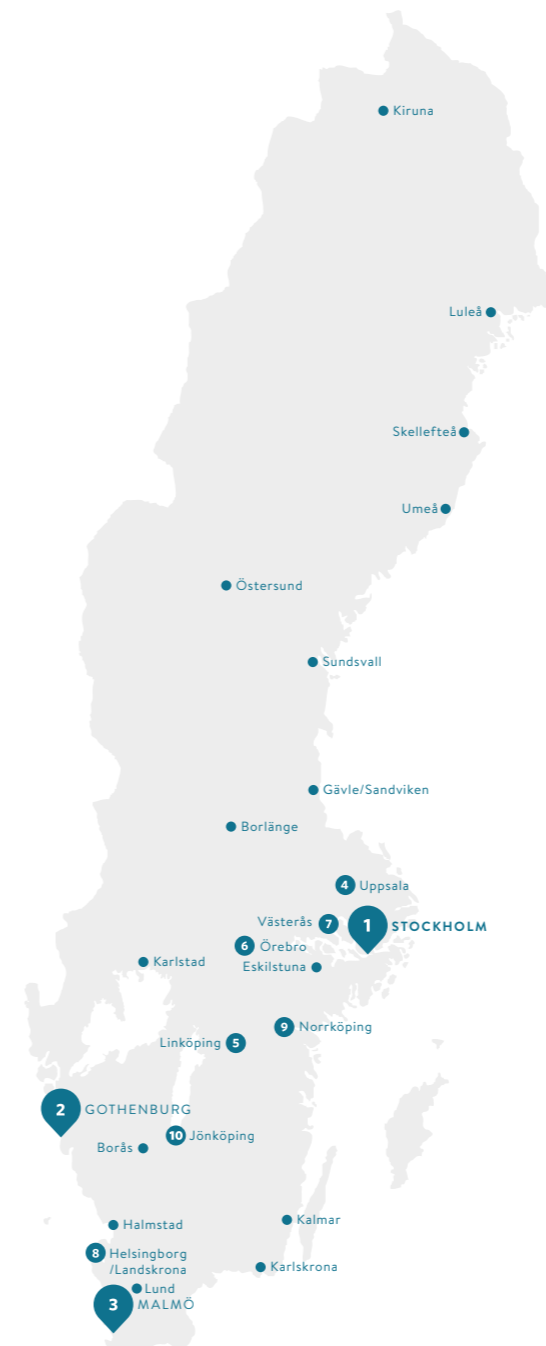 Kiruna
Luleå
Skellefteå
Umeå
Östersund
Sundsvall
Gävle/Sandviken
Borlänge
4 Uppsala
Västerås 7
1 STOCKHOLM
6 Örebro
Karlstad
Eskilstuna
9 Norrköping
Linköping 5
2 GOTHENBURG
10 Jönköping
Borås
Kalmar
Halmstad
8 Helsingborg
/Landskrona
Karlskrona
Lund
3 MALMÖ